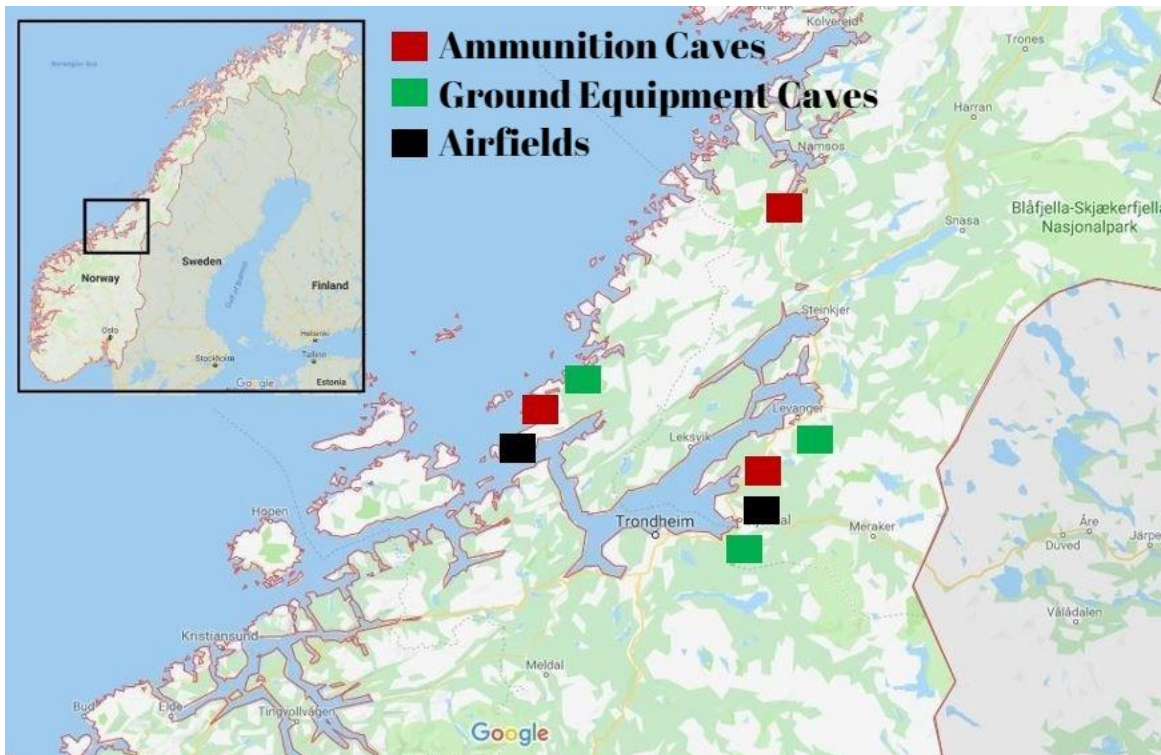 Ammunition Caves
Ground Equipment Caves
Airfields
Norwegian Sea
Norway
Sweden
Finland
Gulf of Bothnia
Oslo
Stockholm
Helsinki
Tallinn
Estonia
Google
Kolvereid
Trones
Harran
Namsos
Blåfjella-Skjækerfjella
Nasjonalpark
Snasa
Steinkjer
Levanger
Leksvik
Trondheim
Meraker
Hopen
Kristiansund
Meldal
Bud
Eide
Tingvollvågen
Duved
Åre
Järpe
Vålådalen
Google